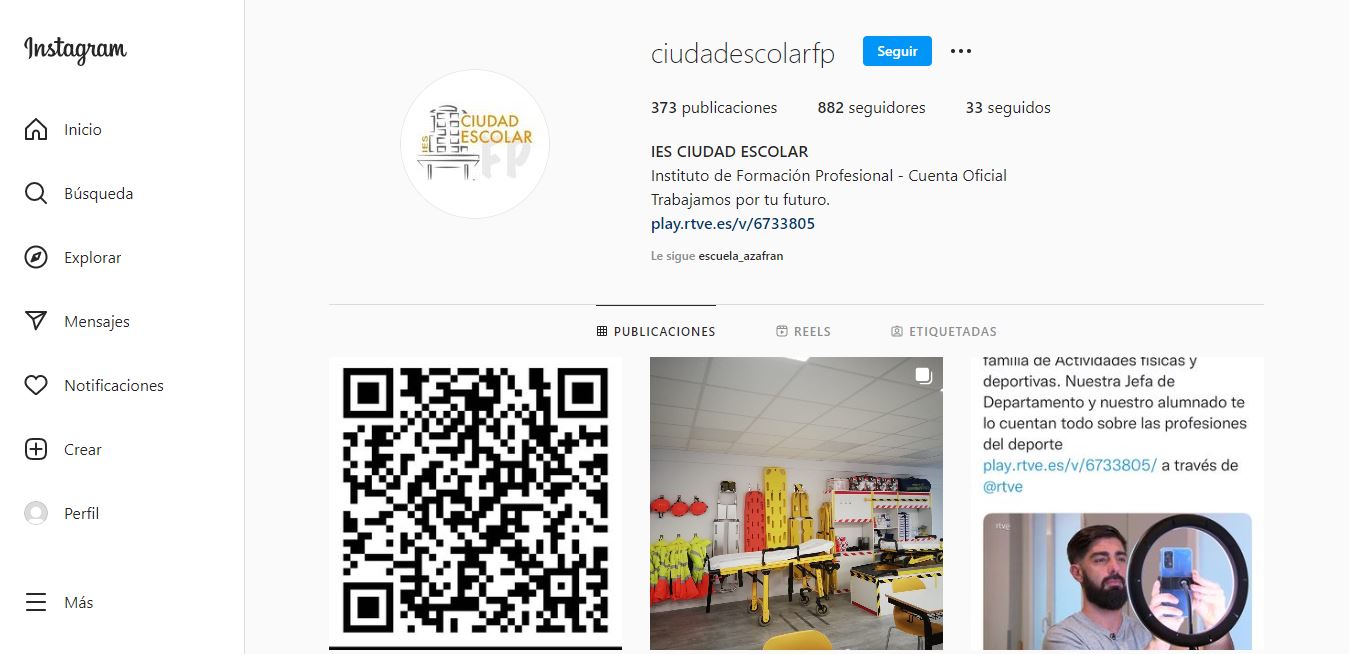 Instagram
Inicio
Búsqueda
Explorar
Mensajes
Notificaciones
Crear
Perfil
Más
IES CIUDAD
ESCOLAR
FP
ciudadescolarfp
Seguir
373 publicaciones 882 seguidores 33 seguidos
IES CIUDAD ESCOLAR
Instituto de Formación Profesional - Cuenta Oficial
Trabajamos por tu futuro.
play.rtve.es/v/6733805
Le sigue escuela_azafran
PUBLICACIONES REELS ETIQUETADAS
familia de Actividades físicas y
deportivas. Nuestra Jefa de
Departamento y nuestro alumnado te
lo cuentan todo sobre las profesiones
del deporte
play.rtve.es/v/6733805/ a través de
@rtve
rtve